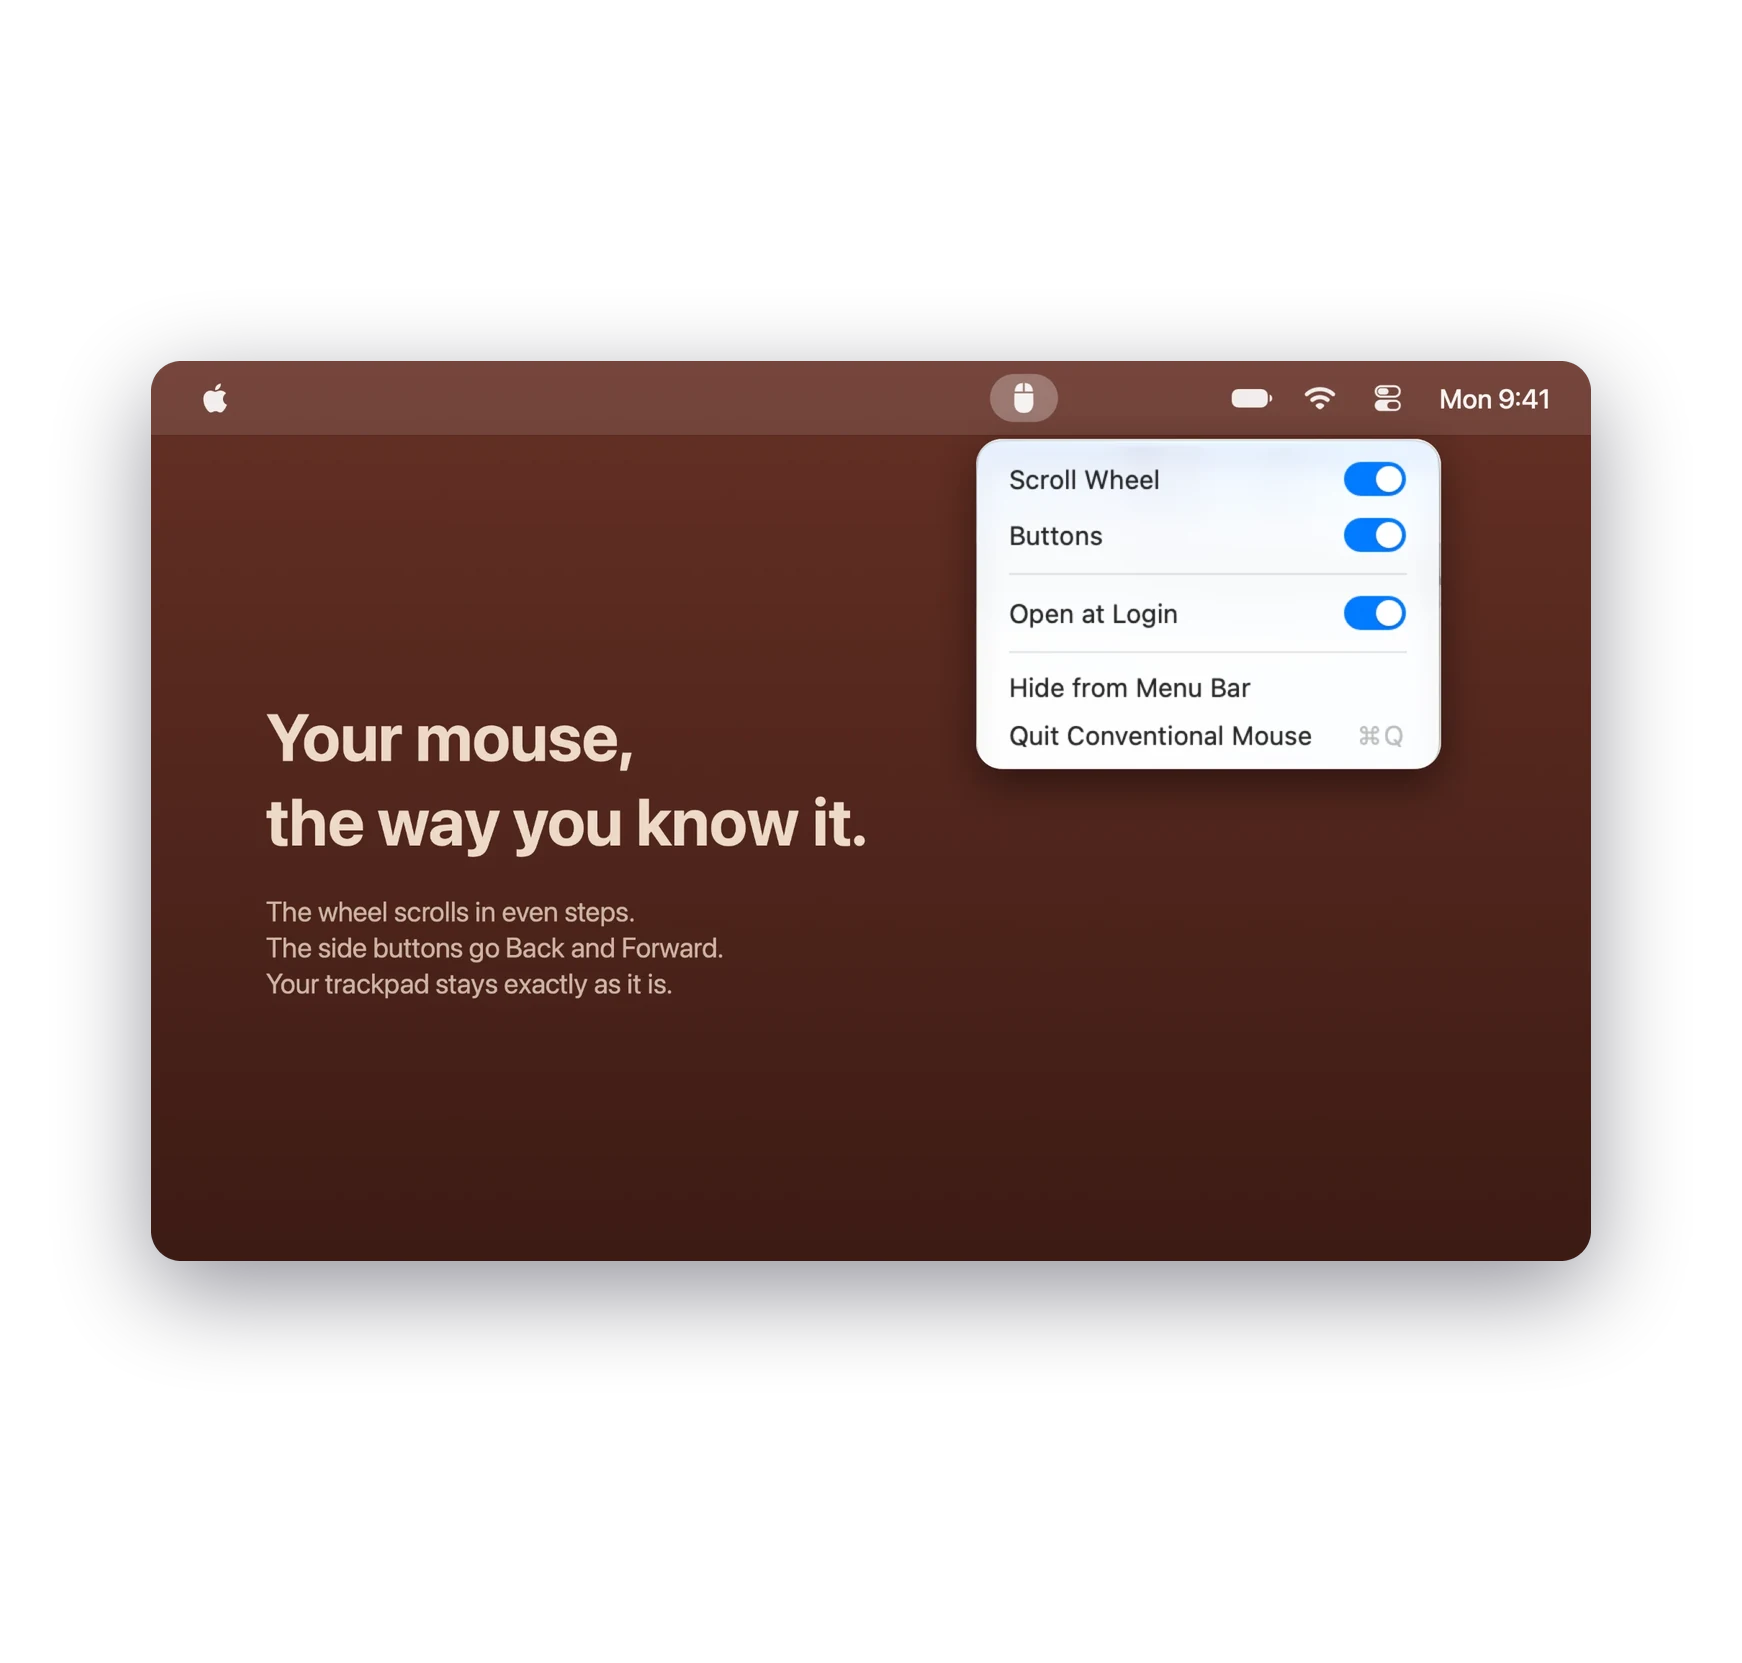 Mon 9:41
Scroll Wheel
Buttons
Open at Login
Hide from Menu Bar
Quit Conventional Mouse ⌘Q
Your mouse,
the way you know it.
The wheel scrolls in even steps.
The side buttons go Back and Forward.
Your trackpad stays exactly as it is.